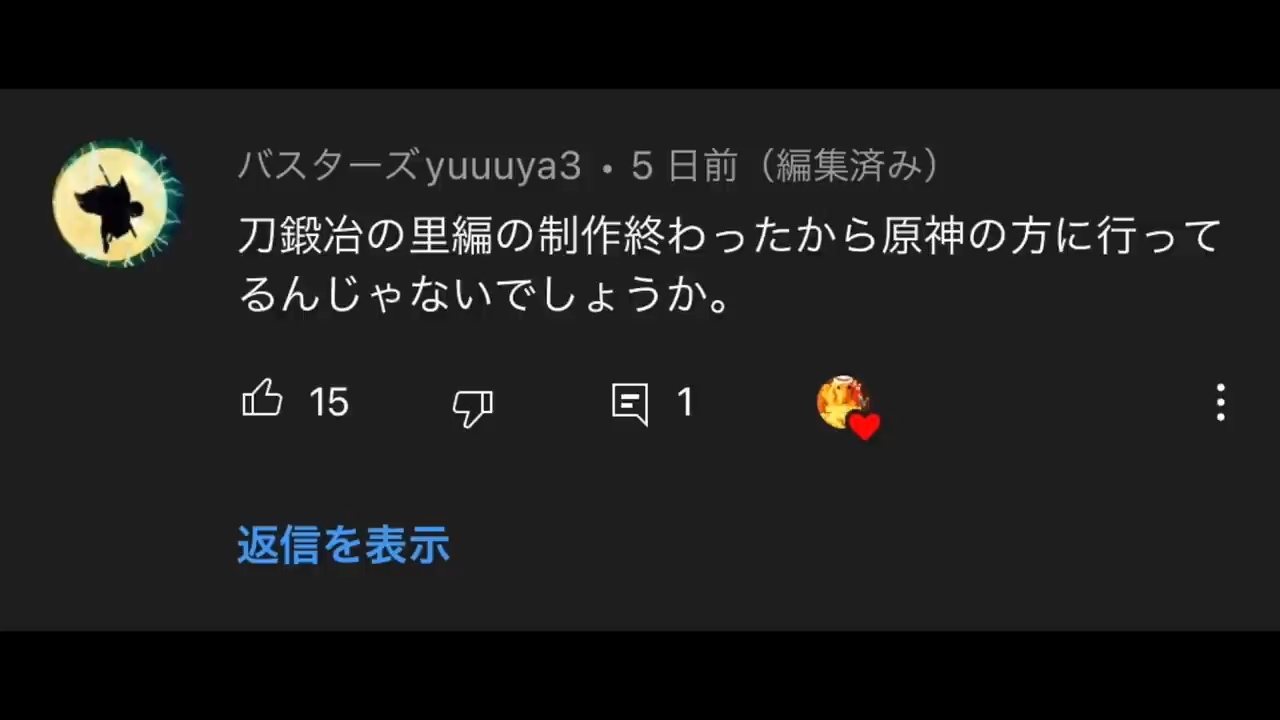 バスターズyuuuya3 • 5 日前（編集済み）
刀鍛冶の里編の制作終わったから原神の方に行って
るんじゃないでしょうか。
15 1
返信を表示